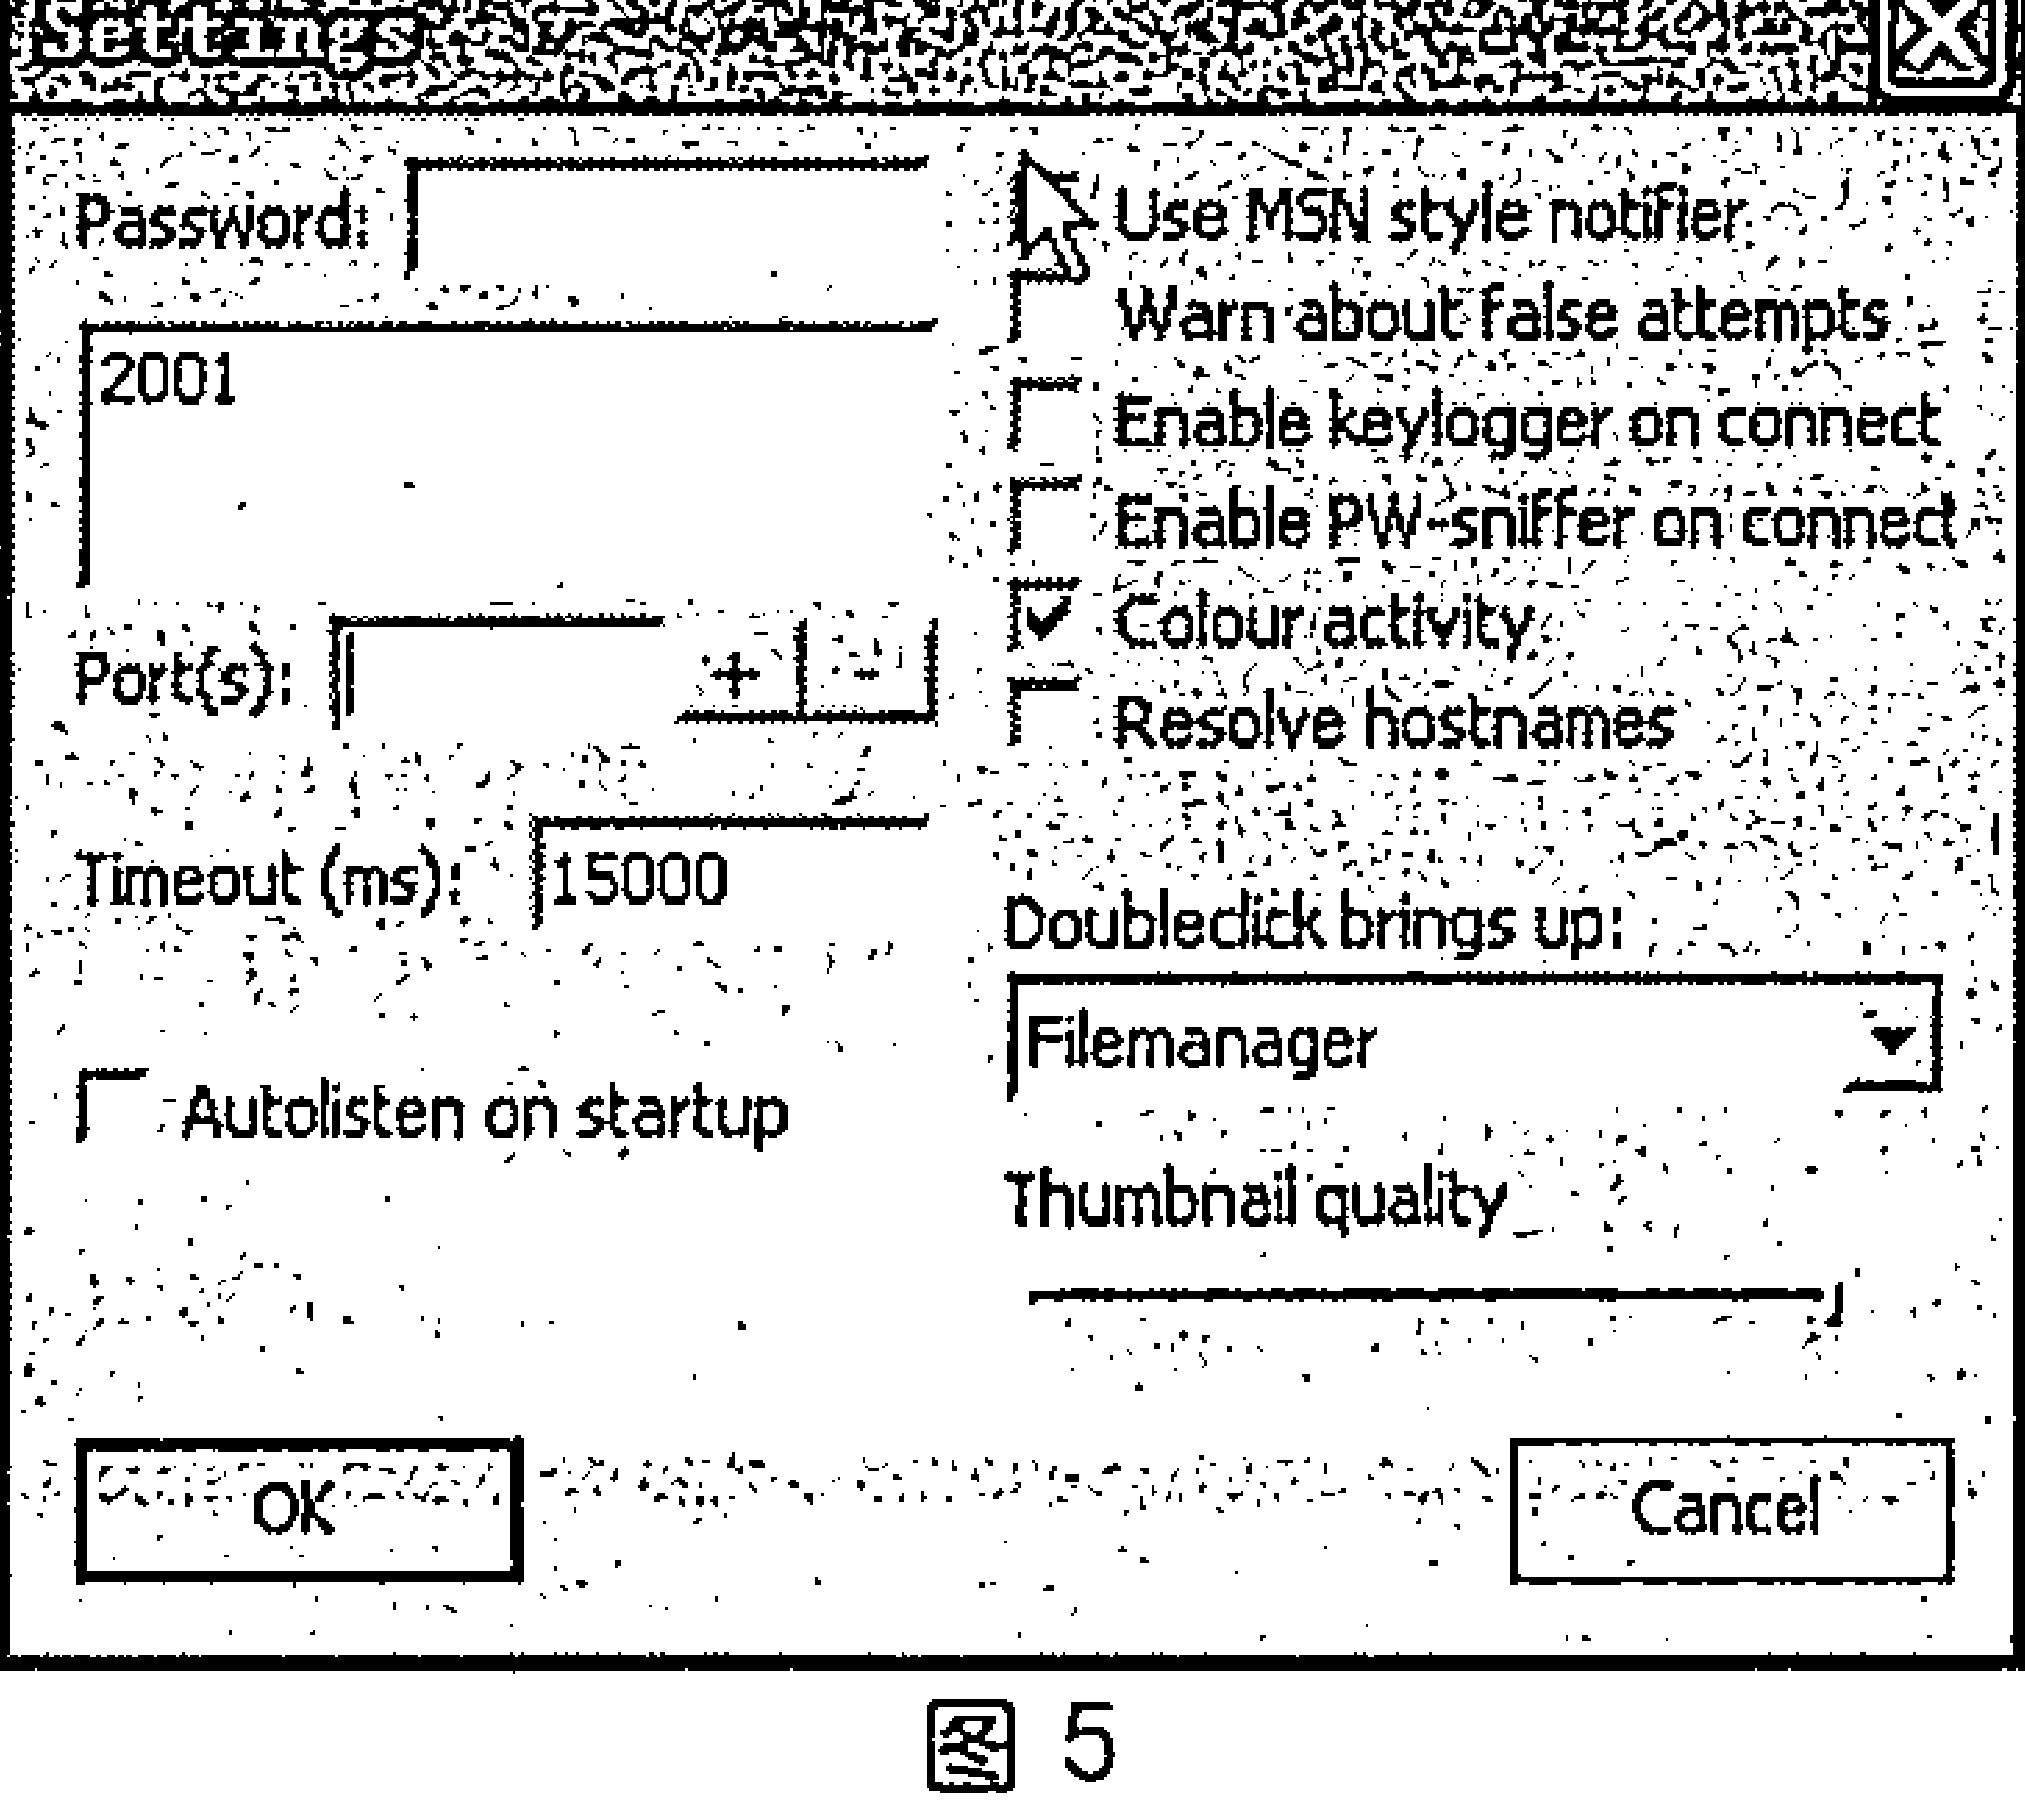 Settings
Password:
2001
Port(s):
+ -
Timeout (ms): 15000
Autolisten on startup
Use MSN style notifier
Warn about false attempts
Enable keylogger on connect
Enable PW-sniffer on connect
Colour activity
Resolve hostnames
Doubleclick brings up:
Filemanager
Thumbnail quality
OK
Cancel
图 5